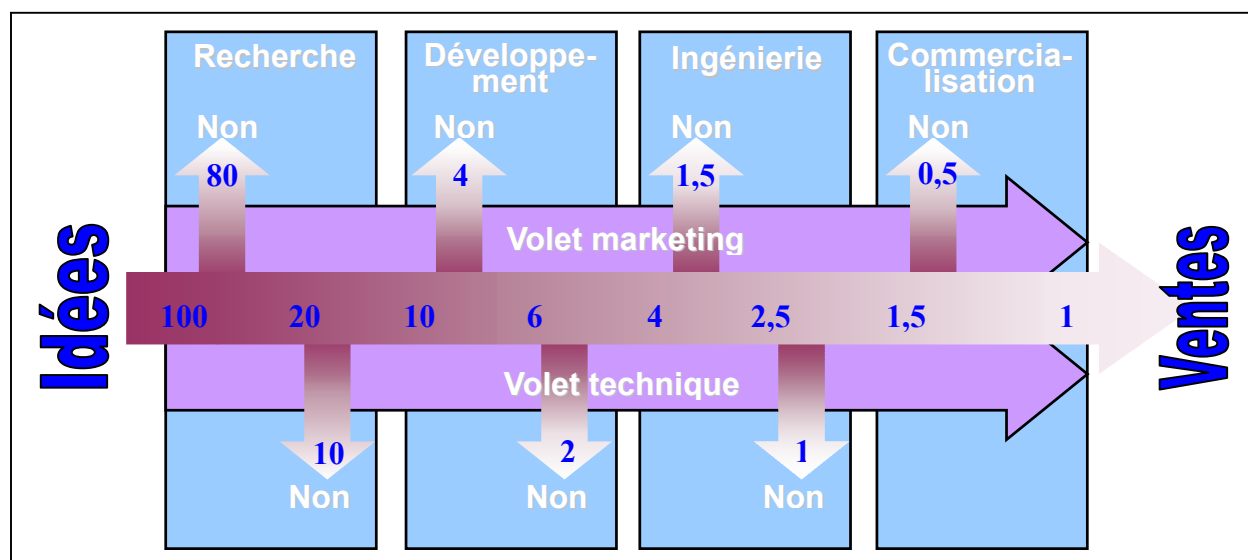 Recherche
Développe-
ment
Ingénierie
Commercia-
lisation
Non
Non
Non
Non
80
4
1,5
0,5
Volet marketing
Idées
100 20 10 6 4 2,5 1,5 1
Ventes
Volet technique
10
2
1
Non
Non
Non